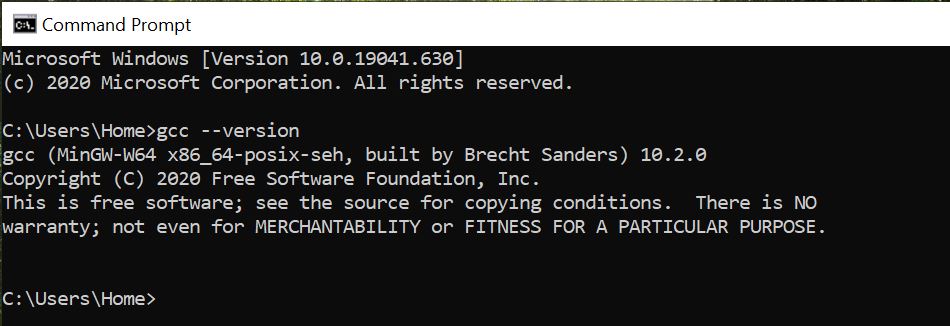 Command Prompt
Microsoft Windows [Version 10.0.19041.630]
(c) 2020 Microsoft Corporation. All rights reserved.
C:\Users\Home>gcc --version
gcc (MinGW-W64 x86_64-posix-seh, built by Brecht Sanders) 10.2.0
Copyright (C) 2020 Free Software Foundation, Inc.
This is free software; see the source for copying conditions.  There is NO
warranty; not even for MERCHANTABILITY or FITNESS FOR A PARTICULAR PURPOSE.
C:\Users\Home>